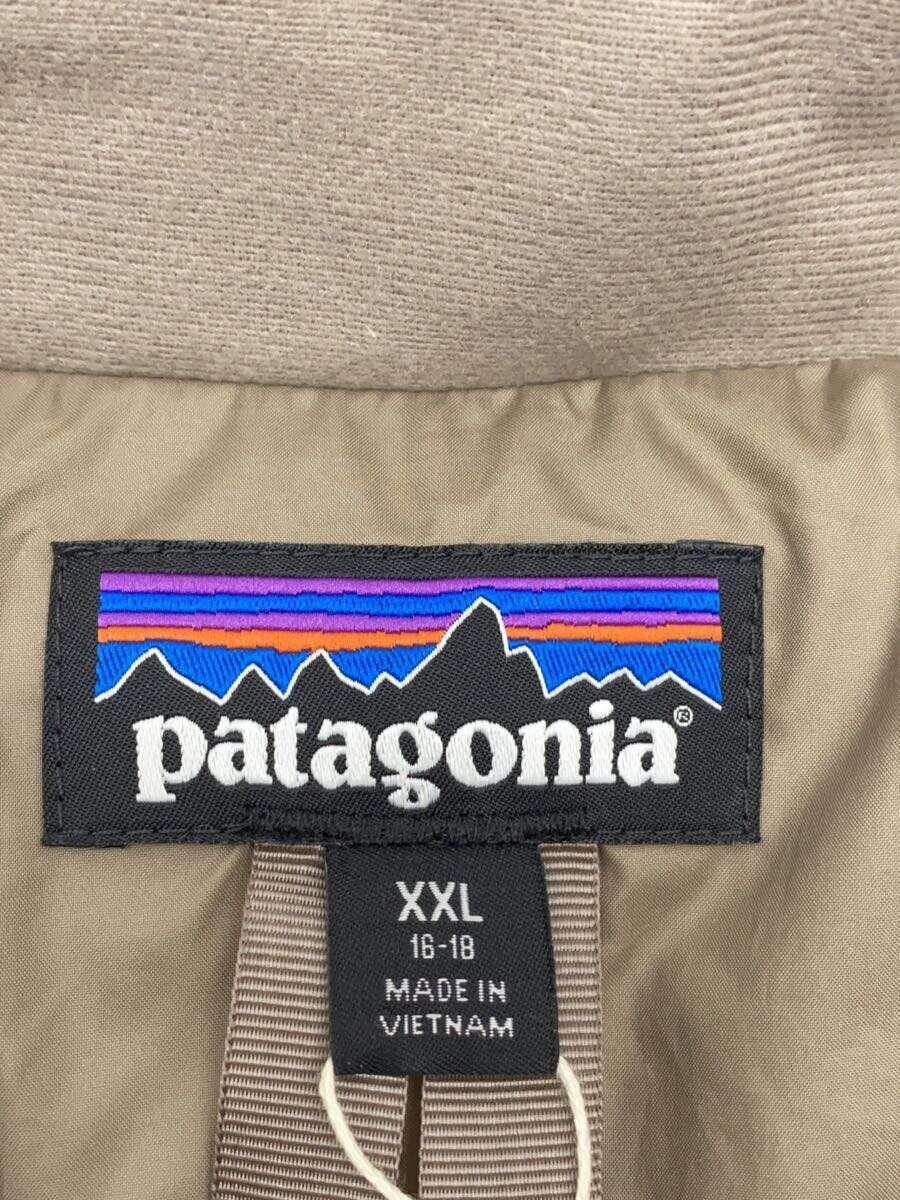 patagonia®
XXL
16-18
MADE IN
VIETNAM